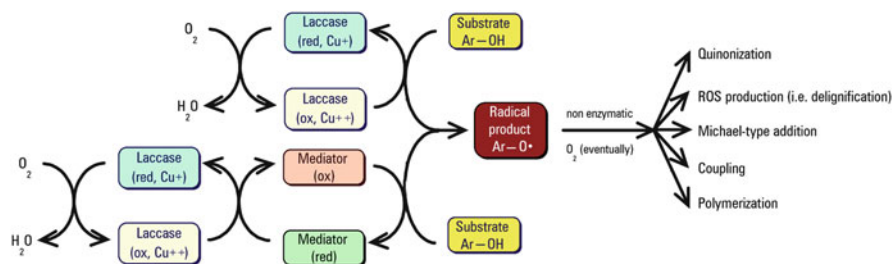 O2
Laccase
(red, Cu+)
Substrate
Ar—OH
H2O
Laccase
(ox, Cu++)
O2
Laccase
(red, Cu+)
Mediator
(ox)
H2O
Laccase
(ox, Cu++)
Mediator
(red)
Substrate
Ar—OH
Radical
product
Ar—O•
non enzymatic
O2 (eventually)
Quinonization
ROS production (i.e. delignification)
Michael-type addition
Coupling
Polymerization